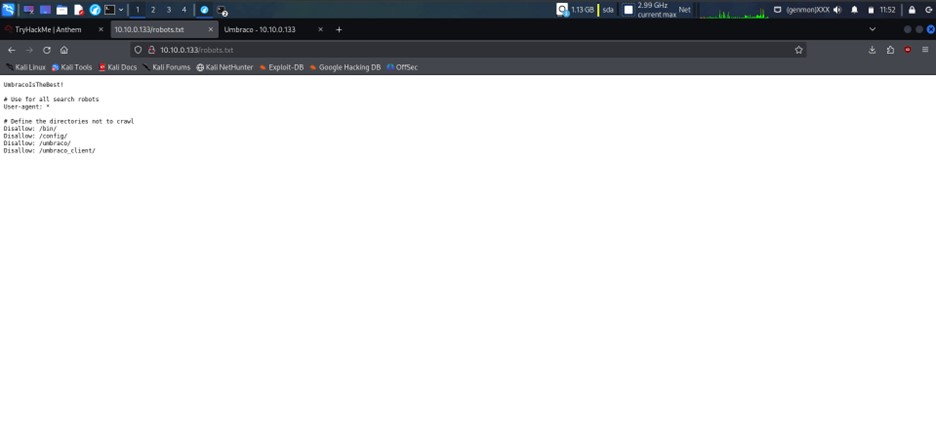 1 2 3 4 2 1.13 GB sda 2.99 GHz Net (genmon)XXX 11:52
current max
TryHackMe | Anthem × 10.10.0.133/robots.txt × Umbraco - 10.10.0.133 × +
10.10.0.133/robots.txt
Kali Linux Kali Tools Kali Docs Kali Forums Kali NetHunter Exploit-DB Google Hacking DB OffSec
UmbracoIsTheBest!
# Use for all search robots
User-agent: *
# Define the directories not to crawl
Disallow: /bin/
Disallow: /config/
Disallow: /umbraco/
Disallow: /umbraco_client/